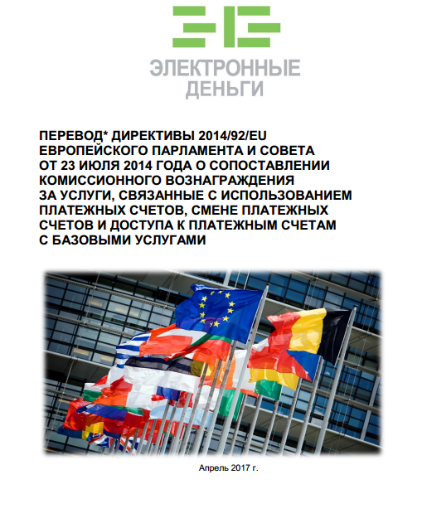 ЭЛЕКТРОННЫЕ
ДЕНЬГИ
ПЕРЕВОД* ДИРЕКТИВЫ 2014/92/EU
ЕВРОПЕЙСКОГО ПАРЛАМЕНТА И СОВЕТА
ОТ 23 ИЮЛЯ 2014 ГОДА О СОПОСТАВЛЕНИИ
КОМИССИОННОГО ВОЗНАГРАЖДЕНИЯ
ЗА УСЛУГИ, СВЯЗАННЫЕ С ИСПОЛЬЗОВАНИЕМ
ПЛАТЕЖНЫХ СЧЕТОВ, СМЕНЕ ПЛАТЕЖНЫХ
СЧЕТОВ И ДОСТУПА К ПЛАТЕЖНЫМ СЧЕТАМ
С БАЗОВЫМИ УСЛУГАМИ
Апрель 2017 г.